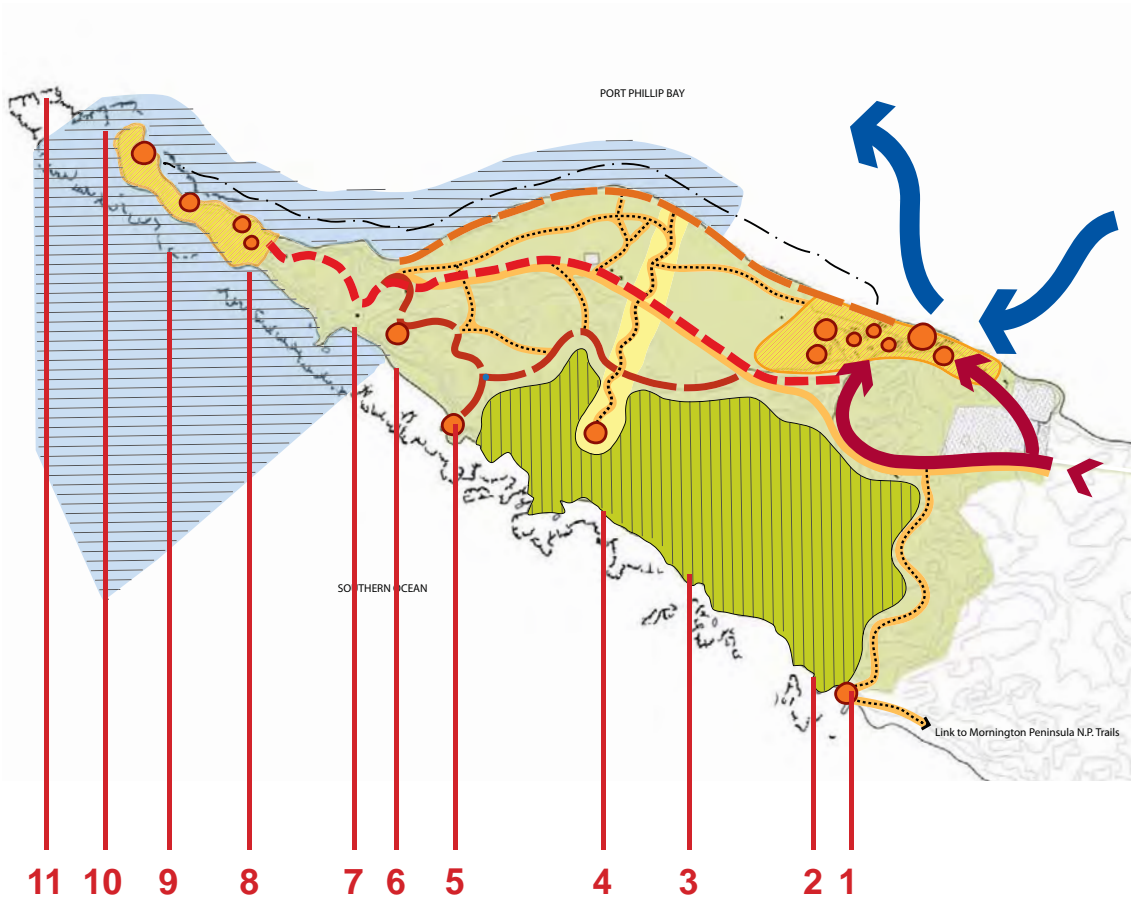 PORT PHILLIP BAY
SOUTHERN OCEAN
Link to Mornington Peninsula N.P. Trails
11 10 9 8 7 6 5 4 3 2 1